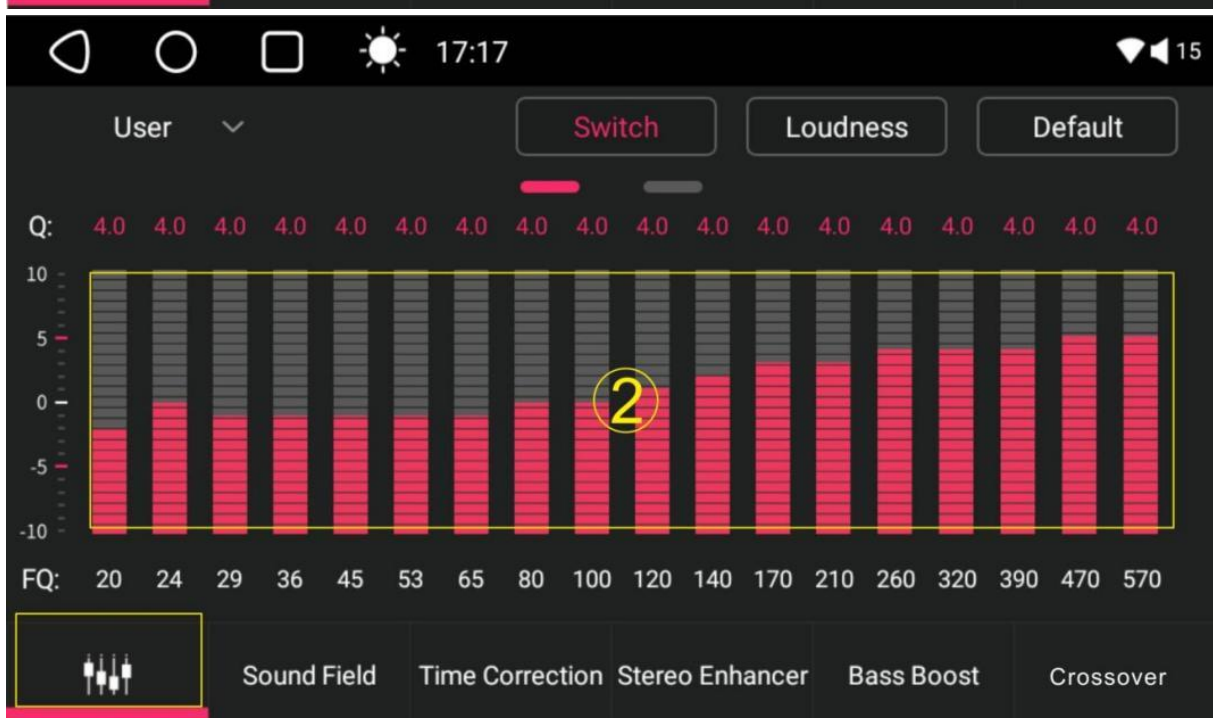 17:17 15
User Switch Loudness Default
Q: 4.0 4.0 4.0 4.0 4.0 4.0 4.0 4.0 4.0 4.0 4.0 4.0 4.0 4.0 4.0 4.0 4.0 4.0
10
5
0
2
-5
-10
FQ: 20 24 29 36 45 53 65 80 100 120 140 170 210 260 320 390 470 570
Sound Field Time Correction Stereo Enhancer Bass Boost Crossover